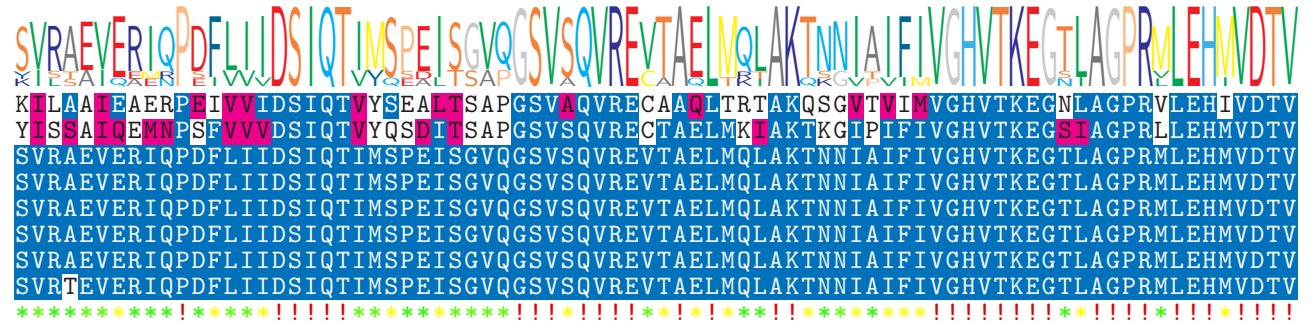 SVRAEVERIQPDFLIIDSIQTIMSPEISGVQGSVSQVREVTAELMQLAKTNNIAIFIVGHVTKEGTLAGPRMLEHMVDTV
KILAAIEAERPEIVVIDSIQTVYSEALTSAPGSVAQVRECAAQLTRTAKQSGVTVIMVGHVTKEGNLAGPRVLEHIVDTV
YISSAIQEMNPSFVVVDSIQTVYQSDITSAPGSVSQVRECTAELMKIAKTKGIPIFIVGHVTKEGSIAGPRLLEHMVDTV
SVRAEVERIQPDFLIIDSIQTIMSPEISGVQGSVSQVREVTAELMQLAKTNNIAIFIVGHVTKEGTLAGPRMLEHMVDTV
SVRAEVERIQPDFLIIDSIQTIMSPEISGVQGSVSQVREVTAELMQLAKTNNIAIFIVGHVTKEGTLAGPRMLEHMVDTV
SVRAEVERIQPDFLIIDSIQTIMSPEISGVQGSVSQVREVTAELMQLAKTNNIAIFIVGHVTKEGTLAGPRMLEHMVDTV
SVRAEVERIQPDFLIIDSIQTIMSPEISGVQGSVSQVREVTAELMQLAKTNNIAIFIVGHVTKEGTLAGPRMLEHMVDTV
SVRAEVERIQPDFLIIDSIQTIMSPEISGVQGSVSQVREVTAELMQLAKTNNIAIFIVGHVTKEGTLAGPRMLEHMVDTV
SVRTEVERIQPDFLIIDSIQTIMSPEISGVQGSVSQVREVTAELMQLAKTNNIAIFIVGHVTKEGTLAGPRMLEHMVDTV
**********!*****!!!!!**********!!!*!!!!**!*!***!!********!!!!!!!!**!!!!*!!!*!!!!